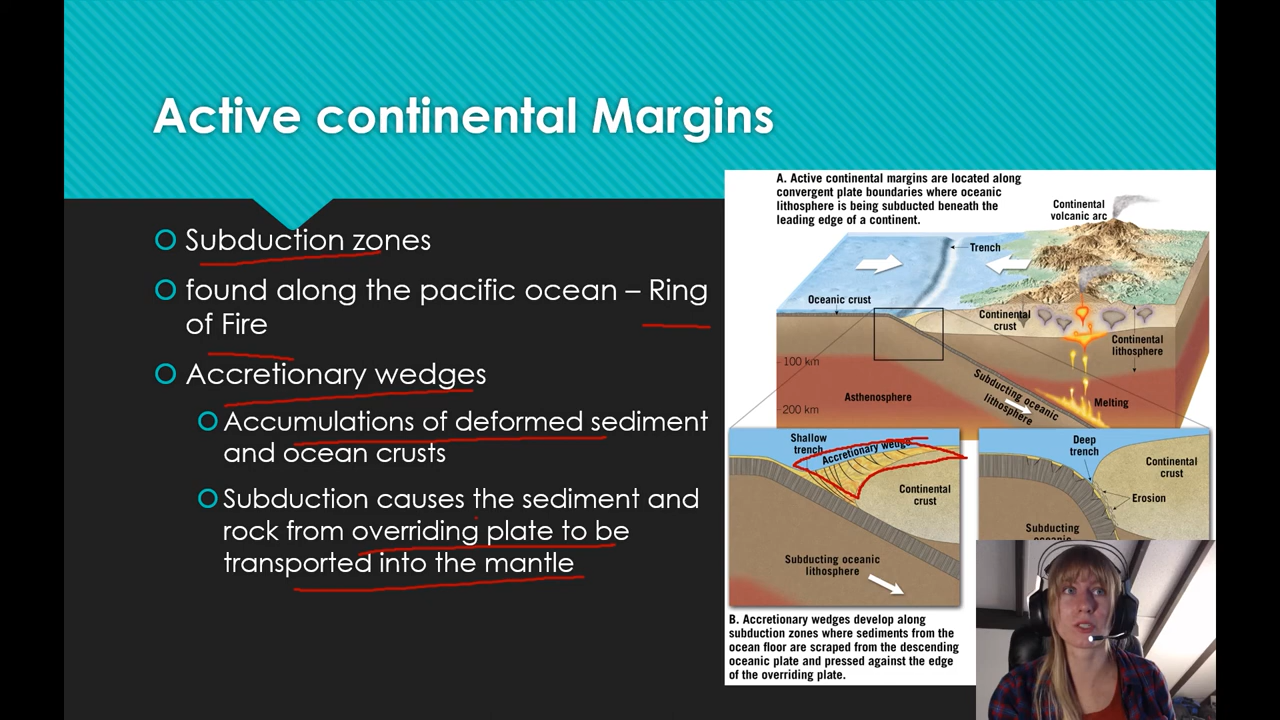 Active continental Margins
Subduction zones
found along the pacific ocean – Ring
of Fire
Accretionary wedges
Accumulations of deformed sediment
and ocean crusts
Subduction causes the sediment and
rock from overriding plate to be
transported into the mantle
A. Active continental margins are located along
convergent plate boundaries where oceanic
lithosphere is being subducted beneath the
leading edge of a continent.
Continental
volcanic arc
Trench
Oceanic crust
Continental
crust
Continental
lithosphere
100 km
Subducting oceanic
lithosphere
Asthenosphere
Melting
200 km
Shallow
trench
Accretionary wedge
Continental
crust
Subducting oceanic
lithosphere
Deep
trench
Continental
crust
Erosion
Subducting
B. Accretionary wedges develop along
subduction zones where sediments from the
ocean floor are scraped from the descending
oceanic plate and pressed against the edge
of the overriding plate.